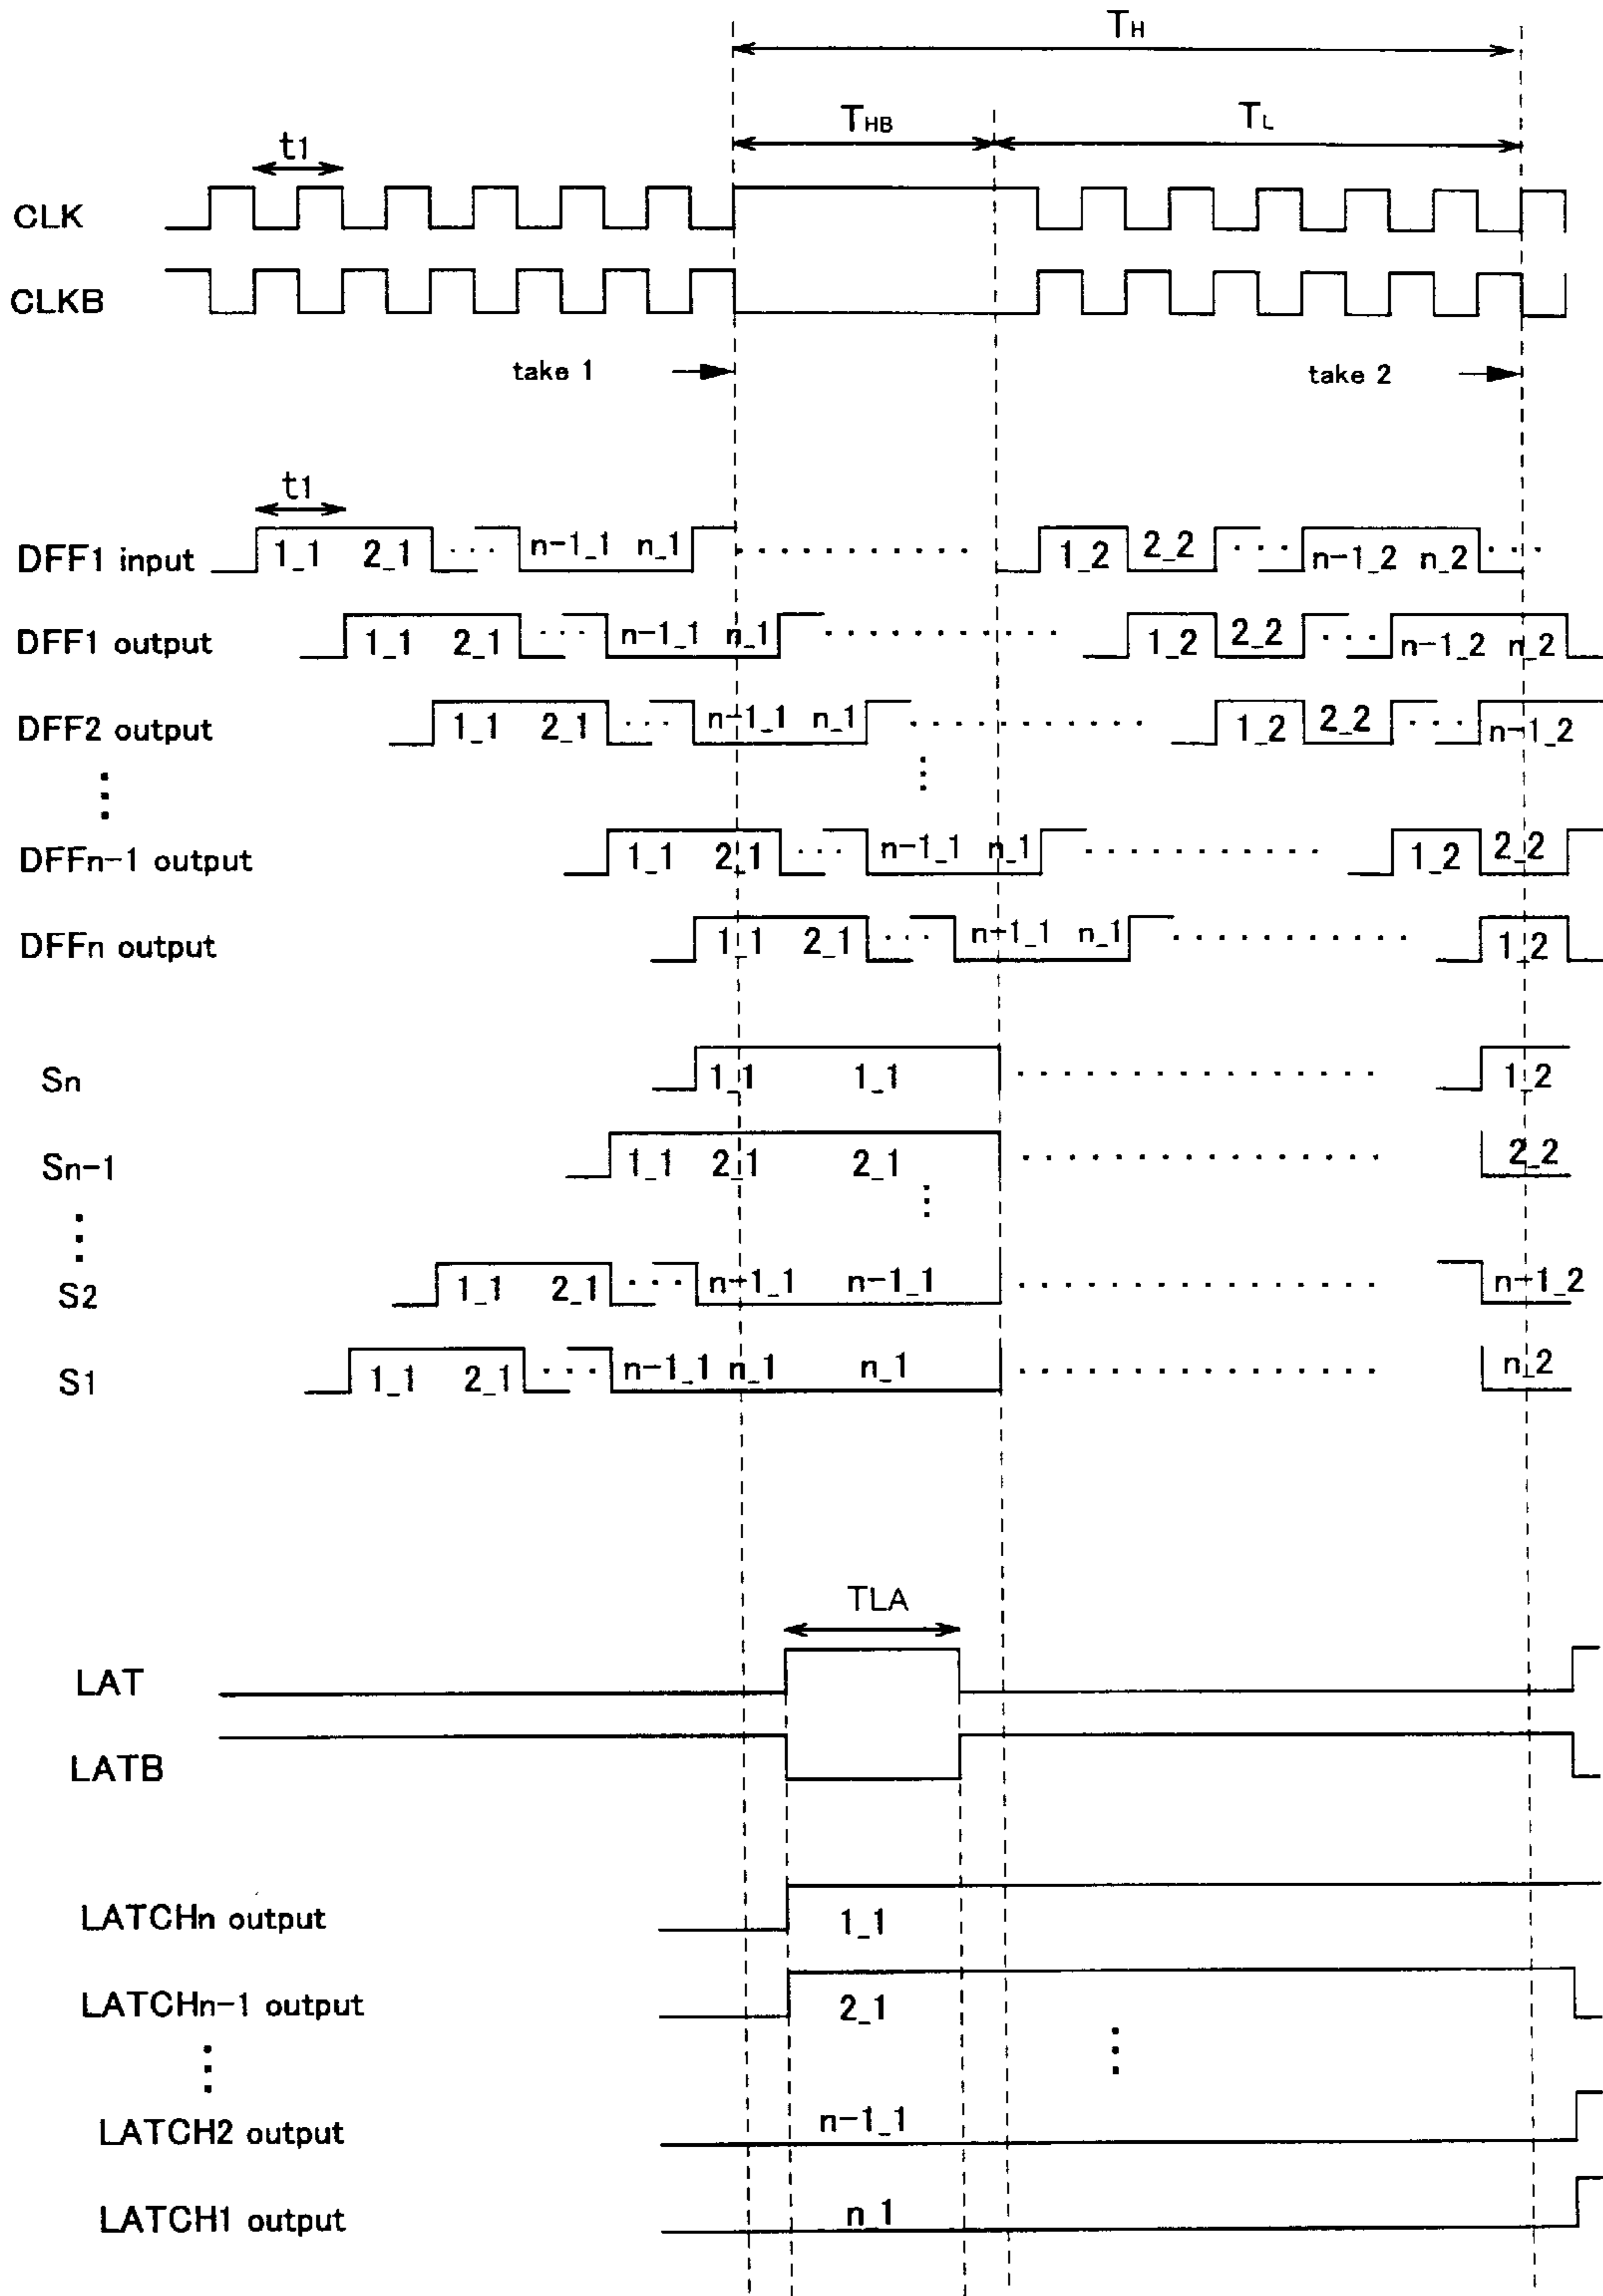 TH
THB TL
t1
CLK
CLKB
take 1 take 2
t1
DFF1 input 1_1 2_1 ··· n-1_1 n_1 ············ 1_2 2_2 ··· n-1_2 n_2 ···
DFF1 output 1_1 2_1 ··· n-1_1 n_1 ············ 1_2 2_2 ··· n-1_2 n_2
DFF2 output 1_1 2_1 ··· n-1_1 n_1 ············ 1_2 2_2 ··· n-1_2
⋮ ⋮
DFFn-1 output 1_1 2_1 ··· n-1_1 n_1 ············ 1_2 2_2
DFFn output 1_1 2_1 ··· n-1_1 n_1 ············ 1_2
Sn 1_1 1_1 ················ 1_2
Sn-1 1_1 2_1 2_1 ················ 2_2
⋮ ⋮
S2 1_1 2_1 ··· n-1_1 n-1_1 ················ n-1_2
S1 1_1 2_1 ··· n-1_1 n_1 n_1 ················ n_2
TLA
LAT
LATB
LATCHn output 1_1
LATCHn-1 output 2_1
⋮ ⋮
LATCH2 output n-1_1
LATCH1 output n_1